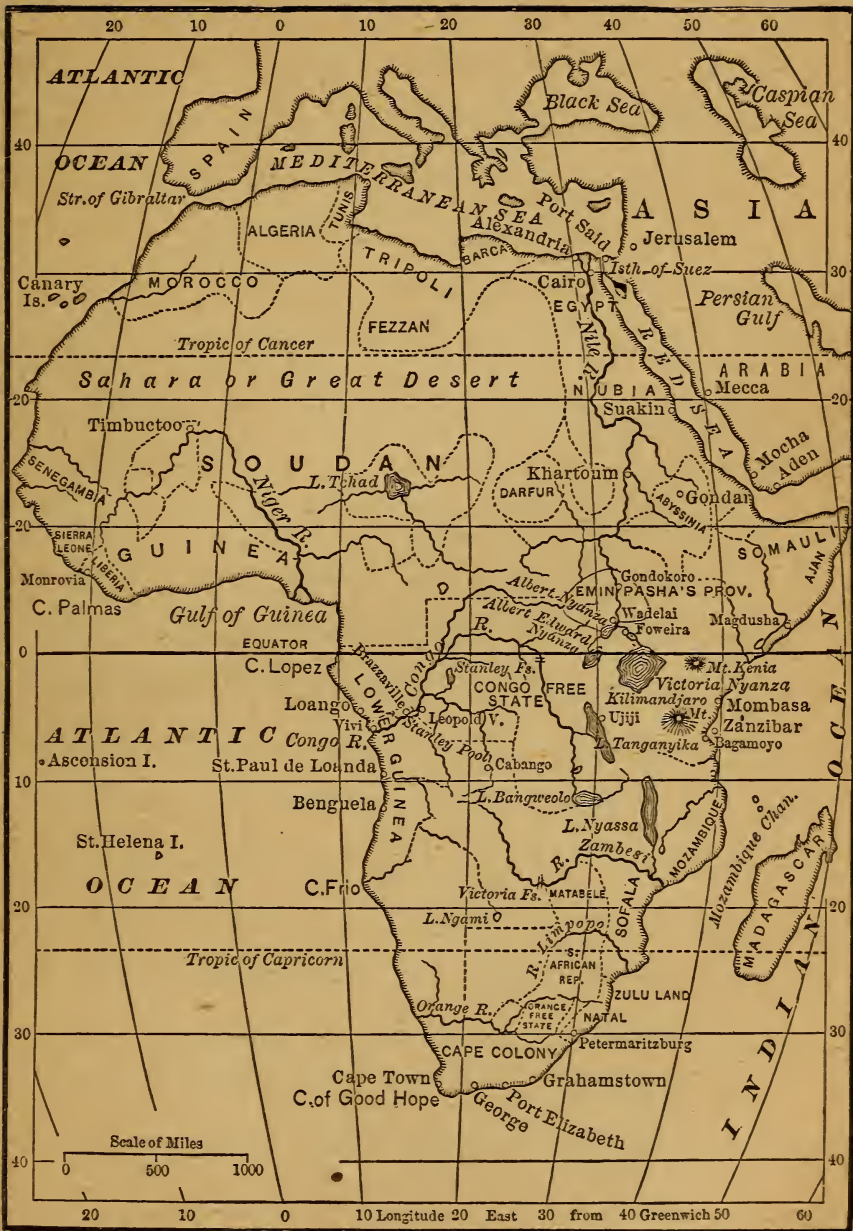 20 10 0 10 20 30 40 50 60
ATLANTIC
OCEAN
Black Sea
Caspian Sea
40 40
SPAIN
MEDITERRANEAN SEA
Str. of Gibraltar
ASIA
ALGERIA
TUNIS
Port Said
Alexandria
Jerusalem
BARCA
TRIPOLI
Isth. of Suez
30 30
Canary Is.
MOROCCO
Cairo
EGYPT
Persian Gulf
FEZZAN
Nile R.
RED SEA
Tropic of Cancer
ARABIA
Sahara or Great Desert
NUBIA
Mecca
20 20
Suakin
Timbuctoo
SOUDAN
Mocha
Aden
SENEGAMBIA
L. Tchad
Khartoum
DARFUR
Gondar
ABYSSINIA
Niger R.
20 10
SIERRA LEONE
GUINEA
SOMAULI
AJAN
LIBERIA
Monrovia
Gondokoro
EMIN PASHA'S PROV.
C. Palmas
Gulf of Guinea
Albert Nyanza
Wadelai
Magdusha
Albert Edward Nyanza
Foweira
EQUATOR
0 0
C. Lopez
Congo R.
Stanley Fs.
Mt. Kenia
Brazzaville
CONGO FREE STATE
Victoria Nyanza
LOWER GUINEA
Kilimandjaro Mt.
Mombasa
Loango
Leopold V.
Ujiji
Zanzibar
Vivi
Stanley Pool
ATLANTIC
Congo R.
L. Tanganyika
Bagamoyo
Ascension I.
St. Paul de Loanda
Cabango
10 10
Benguela
L. Bangweolo
L. Nyassa
MOZAMBIQUE
Mozambique Chan.
St. Helena I.
Zambesi R.
OCEAN
C. Frio
Victoria Fs.
MATABELE
SOFALA
MADAGASCAR
20 20
L. Ngami
Limpopo R.
Tropic of Capricorn
S. AFRICAN REP.
INDIAN OCEAN
ZULU LAND
Orange R.
ORANGE FREE STATE
NATAL
30 30
Petermaritzburg
CAPE COLONY
Cape Town
Grahamstown
C. of Good Hope
George
Port Elizabeth
Scale of Miles
0 500 1000
40 40
20 10 0 10 Longitude 20 East 30 from 40 Greenwich 50 60